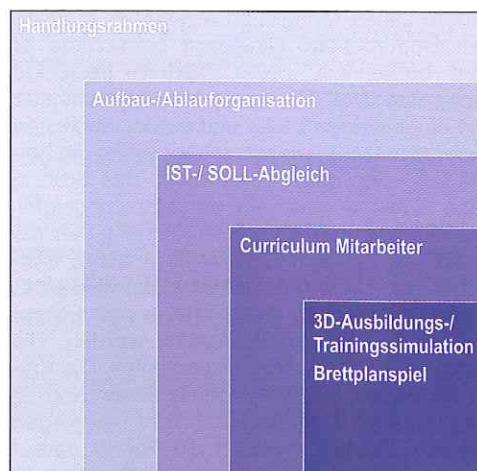 Handlungsrahmen
Aufbau-/Ablauforganisation
IST-/ SOLL-Abgleich
Curriculum Mitarbeiter
3D-Ausbildungs-/
Trainingssimulation
Brettplanspiel